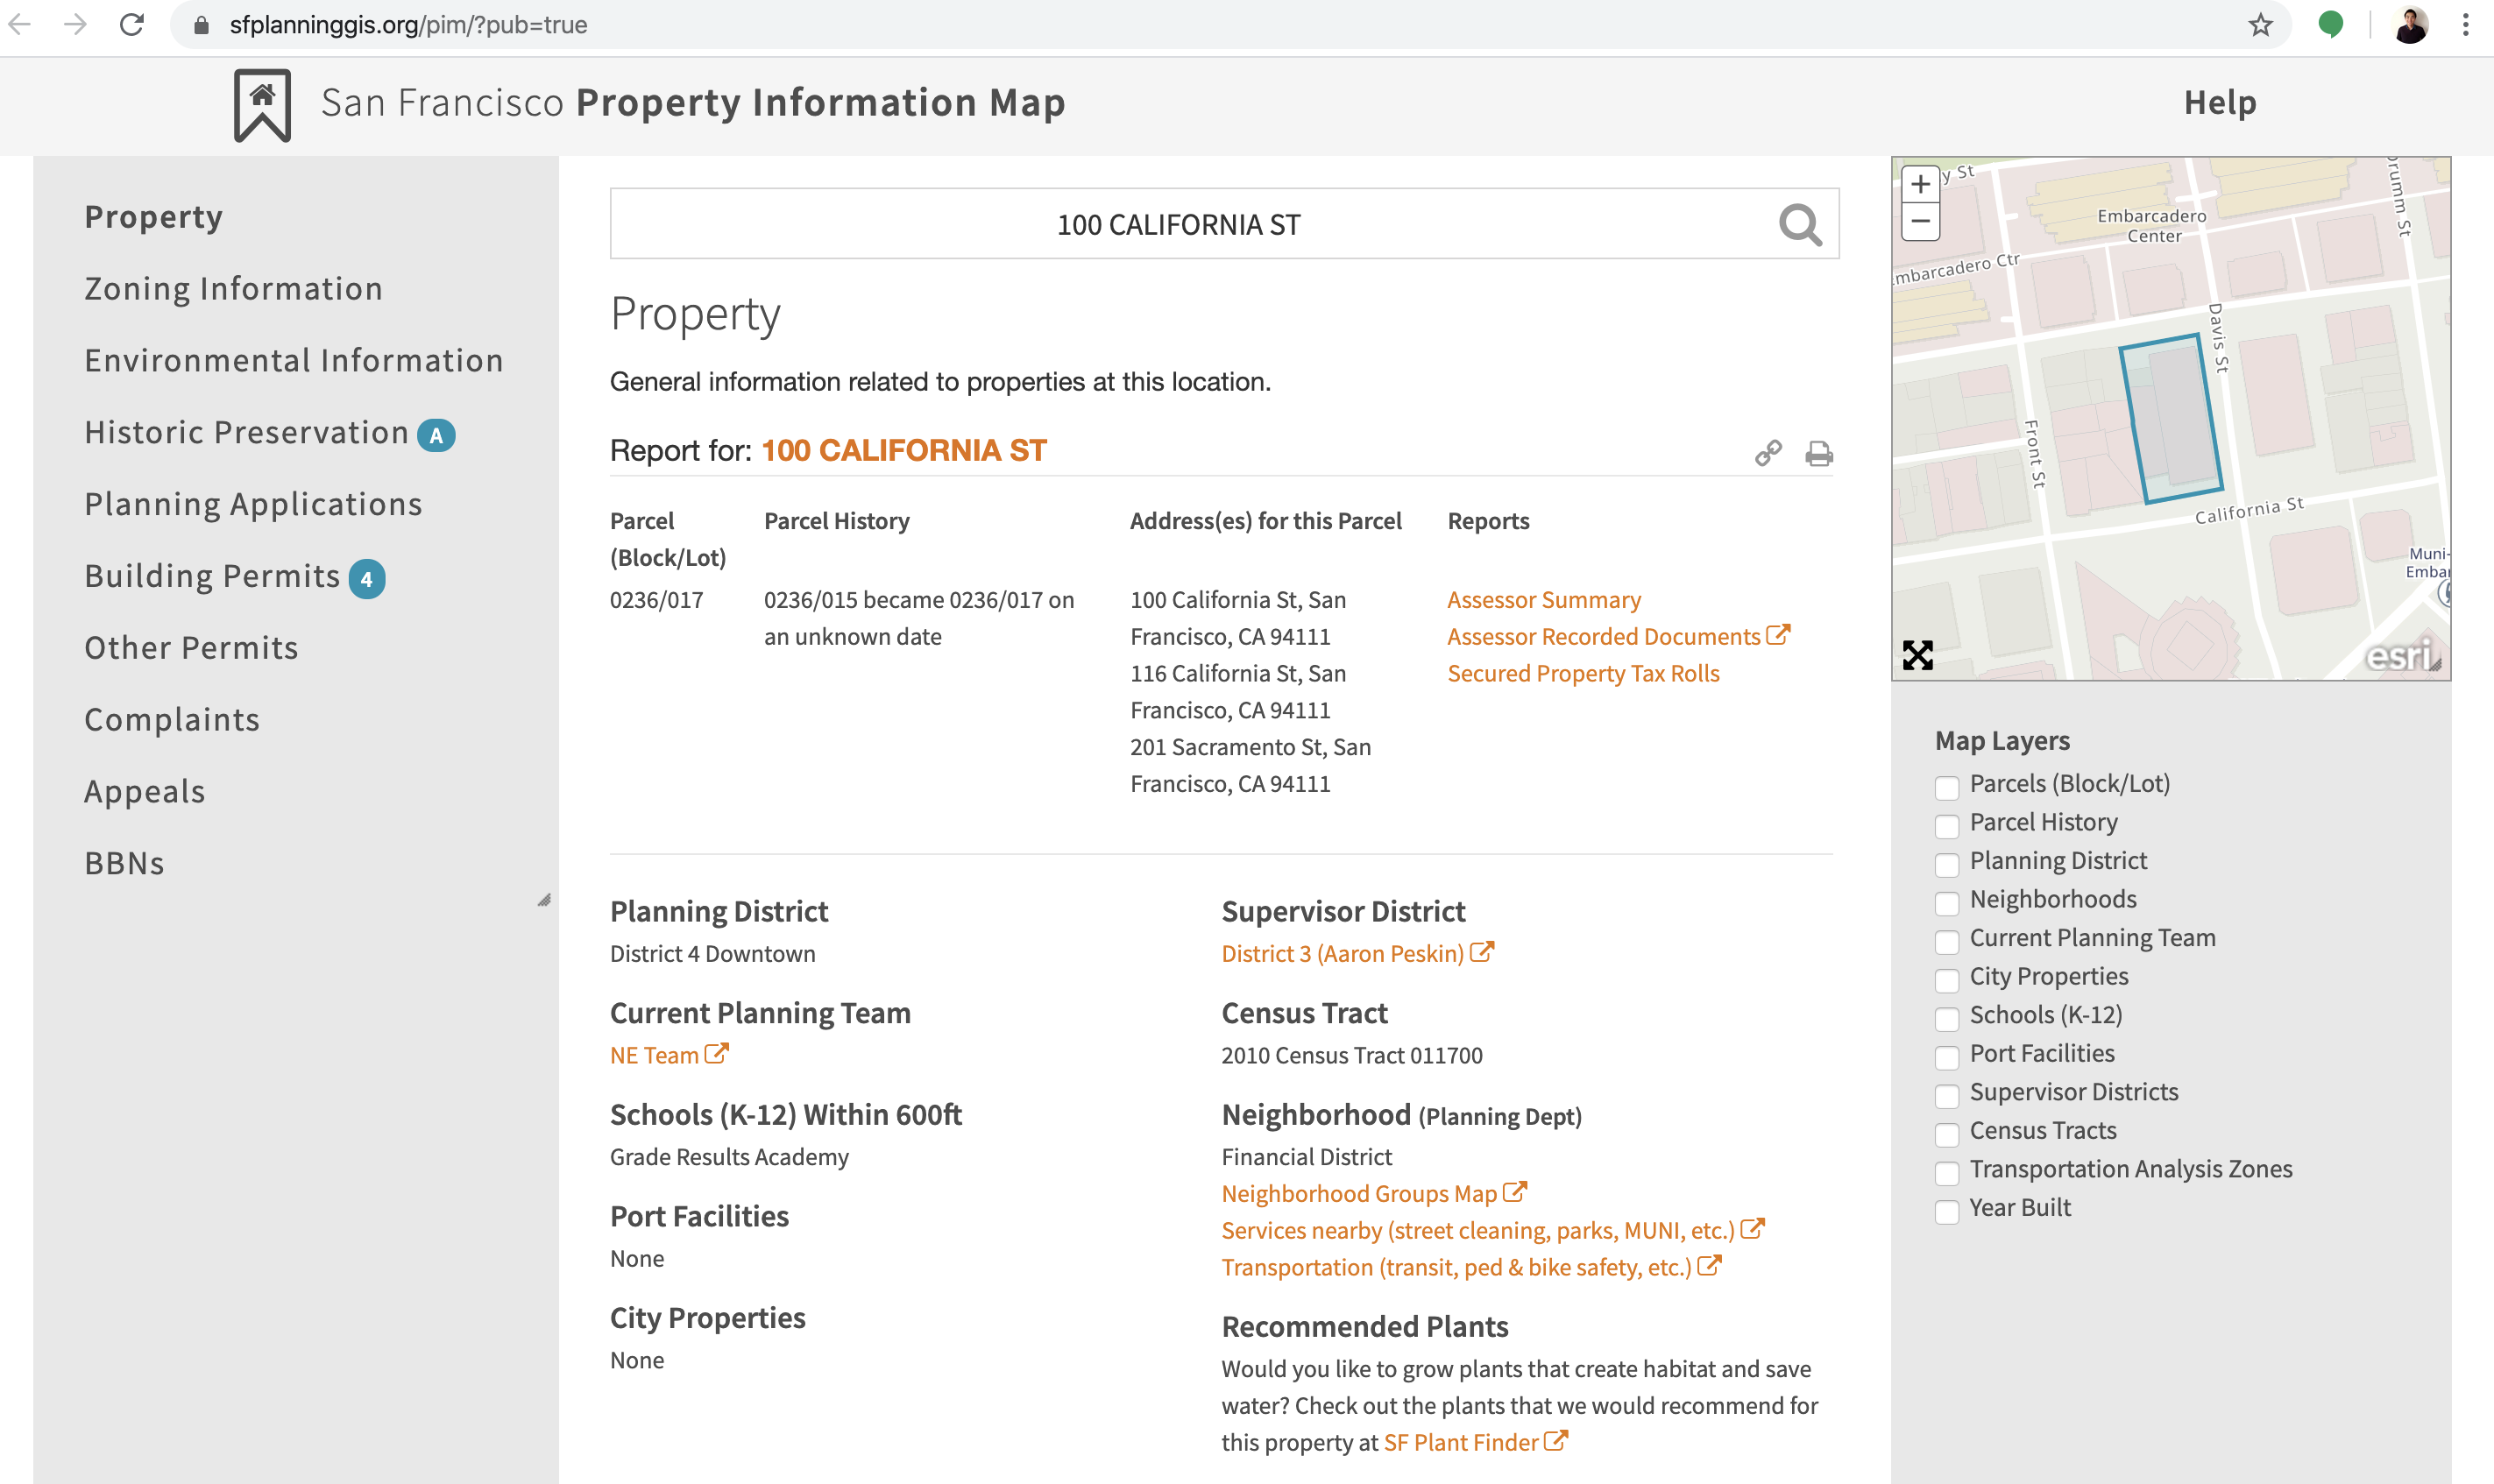 sfplanninggis.org/pim/?pub=true
San Francisco Property Information Map
Help
Property
Zoning Information
Environmental Information
Historic Preservation A
Planning Applications
Building Permits 4
Other Permits
Complaints
Appeals
BBNs
100 CALIFORNIA ST
Property
General information related to properties at this location.
Report for: 100 CALIFORNIA ST
Parcel
(Block/Lot)
Parcel History
Address(es) for this Parcel
Reports
0236/017
0236/015 became 0236/017 on
an unknown date
100 California St, San
Francisco, CA 94111
116 California St, San
Francisco, CA 94111
201 Sacramento St, San
Francisco, CA 94111
Assessor Summary
Assessor Recorded Documents
Secured Property Tax Rolls
Planning District
District 4 Downtown
Current Planning Team
NE Team
Schools (K-12) Within 600ft
Grade Results Academy
Port Facilities
None
City Properties
None
Supervisor District
District 3 (Aaron Peskin)
Census Tract
2010 Census Tract 011700
Neighborhood (Planning Dept)
Financial District
Neighborhood Groups Map
Services nearby (street cleaning, parks, MUNI, etc.)
Transportation (transit, ped & bike safety, etc.)
Recommended Plants
Would you like to grow plants that create habitat and save
water? Check out the plants that we would recommend for
this property at SF Plant Finder
+
−
y St
rumm St
Embarcadero
Center
mbarcadero Ctr
Davis St
Front St
California St
Muni-
Embar
esri
Map Layers
Parcels (Block/Lot)
Parcel History
Planning District
Neighborhoods
Current Planning Team
City Properties
Schools (K-12)
Port Facilities
Supervisor Districts
Census Tracts
Transportation Analysis Zones
Year Built